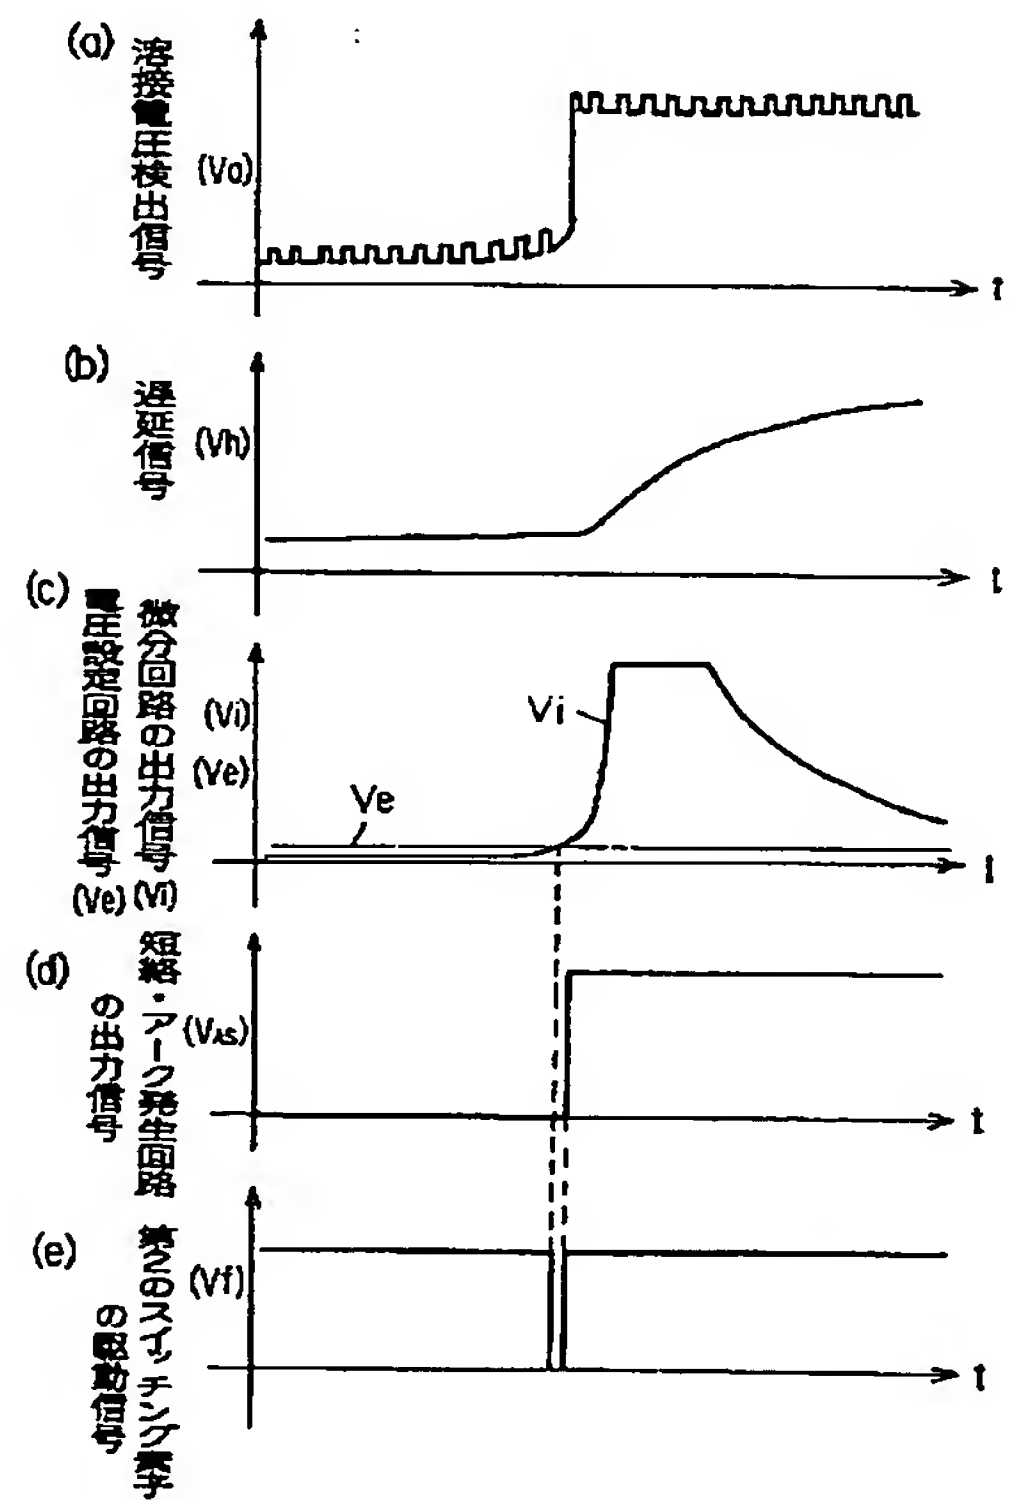 (a)
溶接電圧検出信号
(Va)
t
(b)
遅延信号
(Vh)
t
(c)
微分回路の出力信号(Vi)
電圧設定回路の出力信号(Ve)
(Vi)
(Ve)
Vi
Ve
t
(d)
短絡・アーク発生回路
の出力信号
(VAS)
t
(e)
第2のスイッチング素子
の駆動信号
(Vf)
t